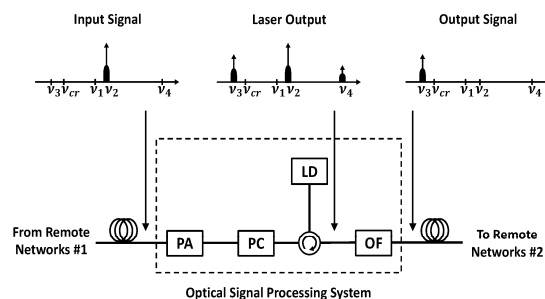 Input Signal
Laser Output
Output Signal
ν3 νcr ν1 ν2 ν4
ν3 νcr ν1 ν2 ν4
ν3 νcr ν1 ν2 ν4
LD
From Remote
Networks #1
PA
PC
OF
To Remote
Networks #2
Optical Signal Processing System